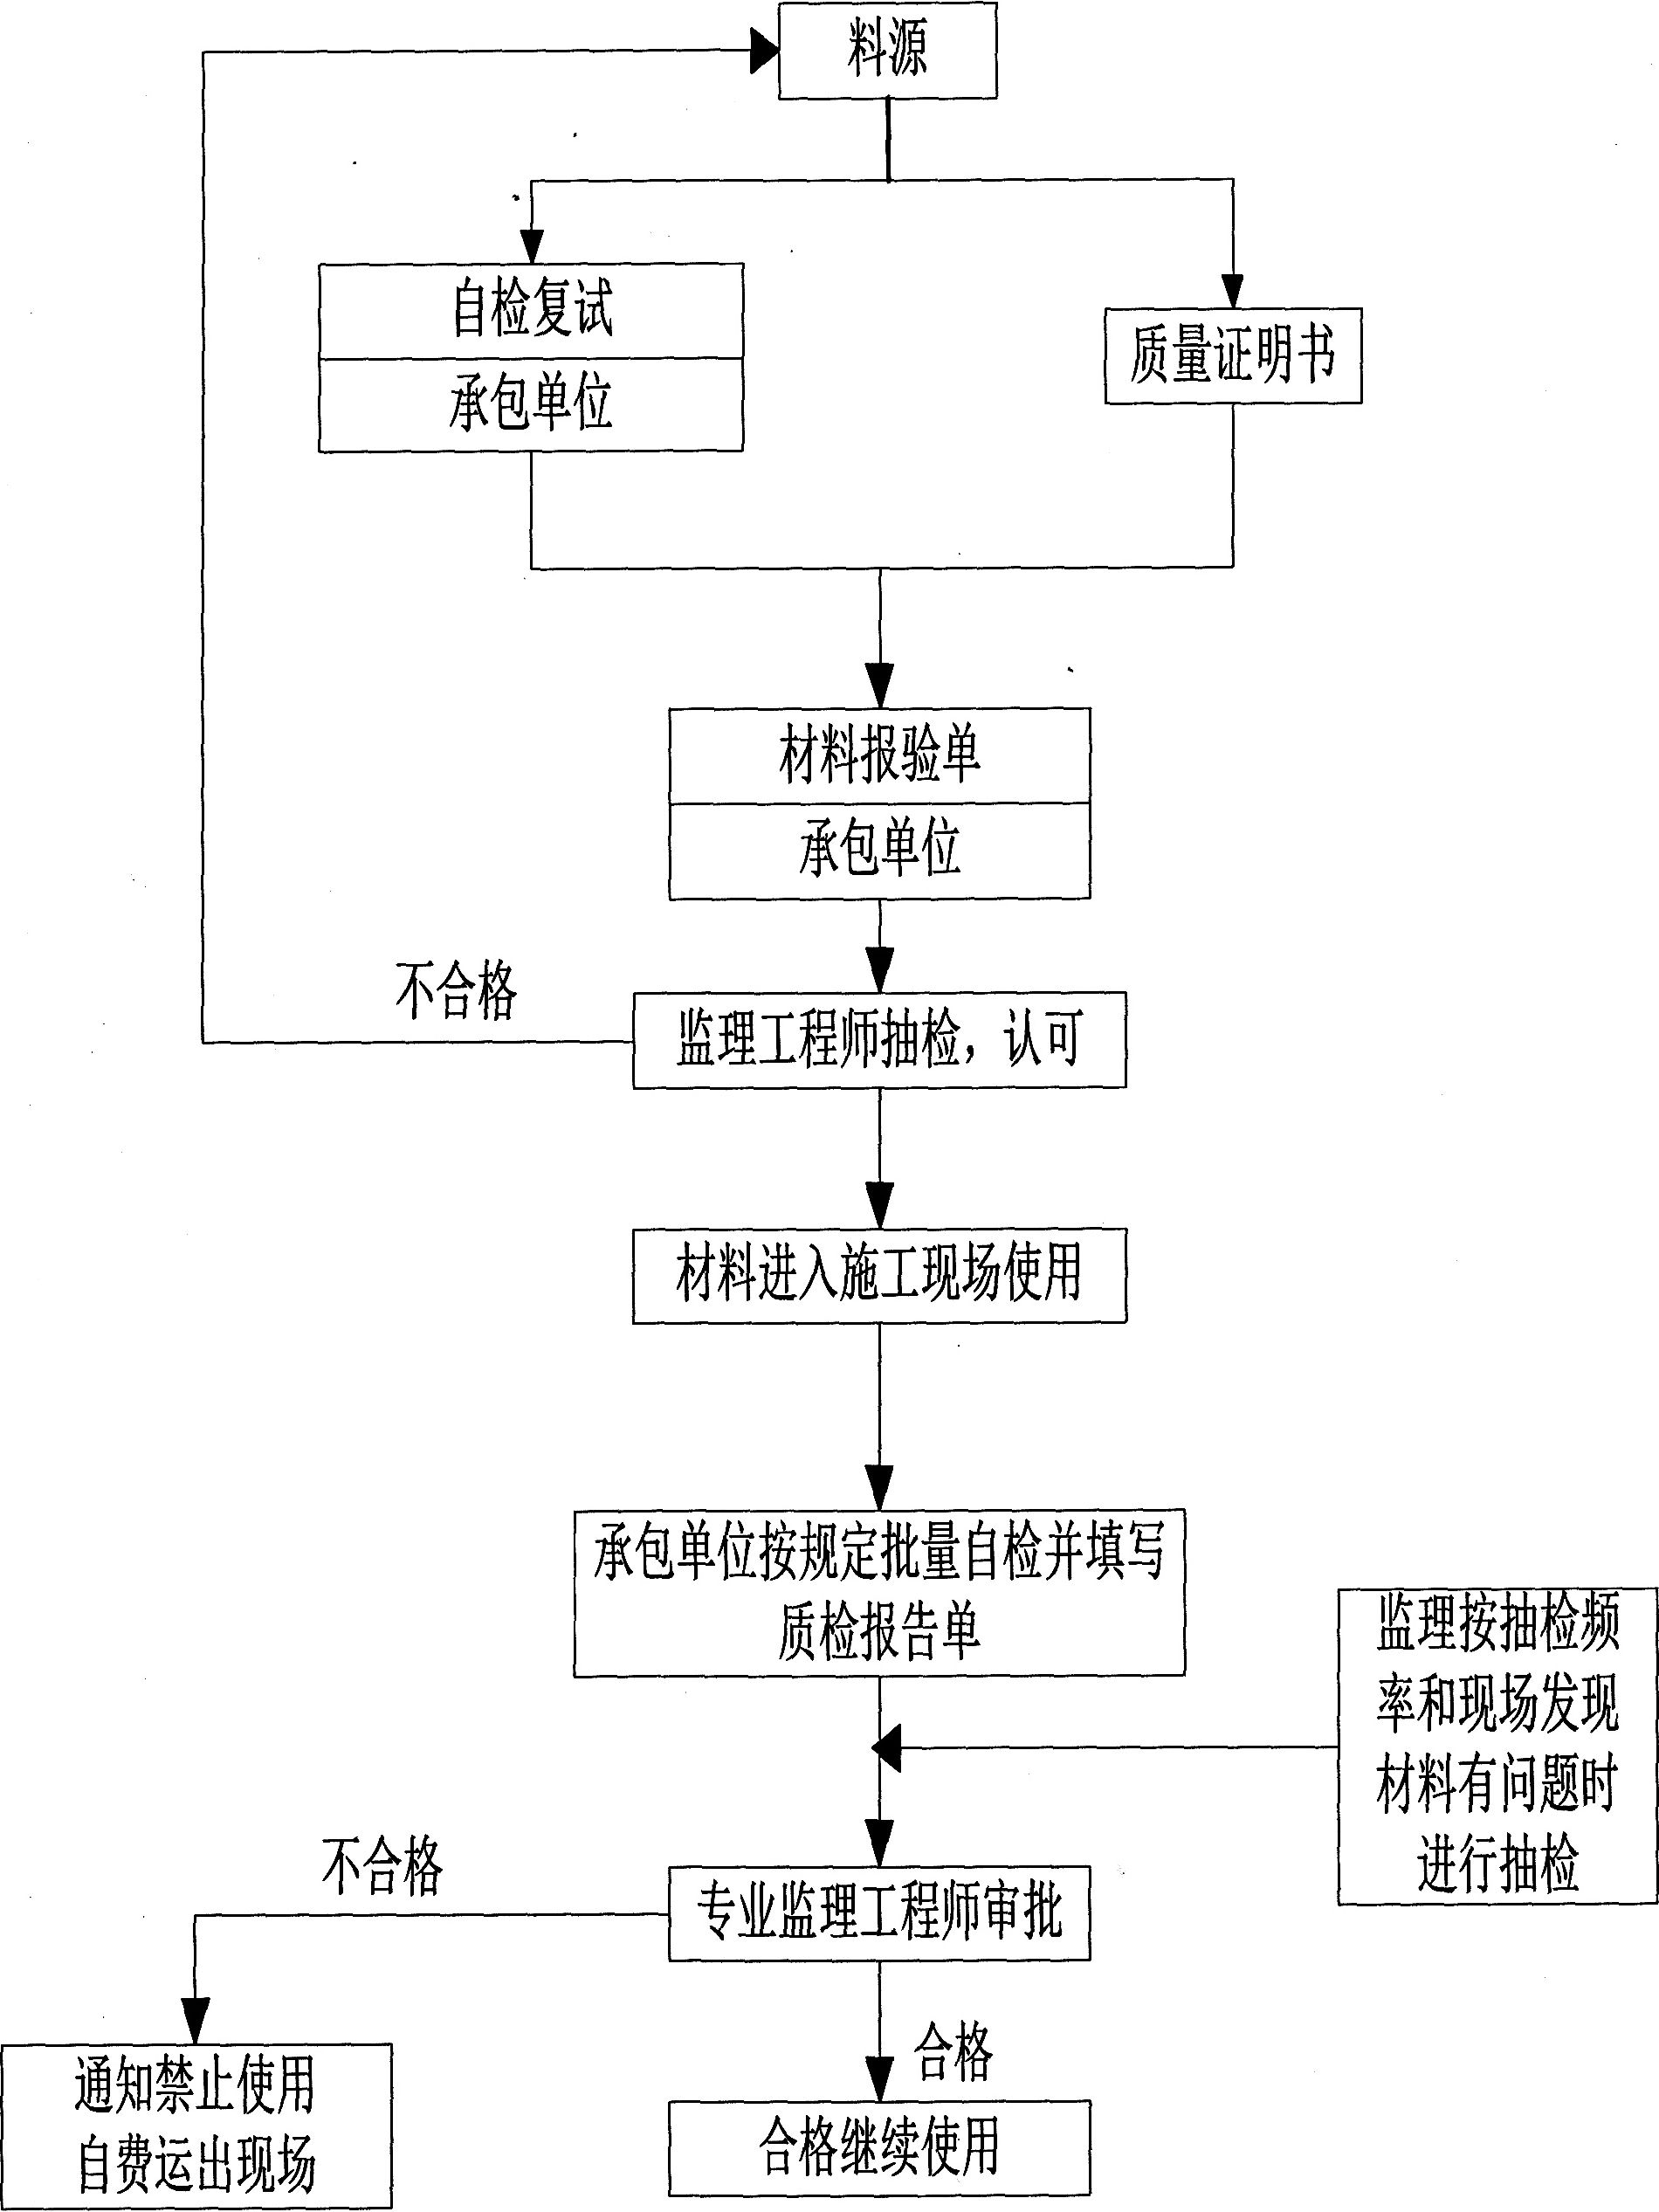 料源
自检复试
承包单位
质量证明书
材料报验单
承包单位
不合格
监理工程师抽检，认可
材料进入施工现场使用
承包单位按规定批量自检并填写
质检报告单
监理按抽检频
率和现场发现
材料有问题时
进行抽检
不合格
专业监理工程师审批
合格
通知禁止使用
自费运出现场
合格继续使用